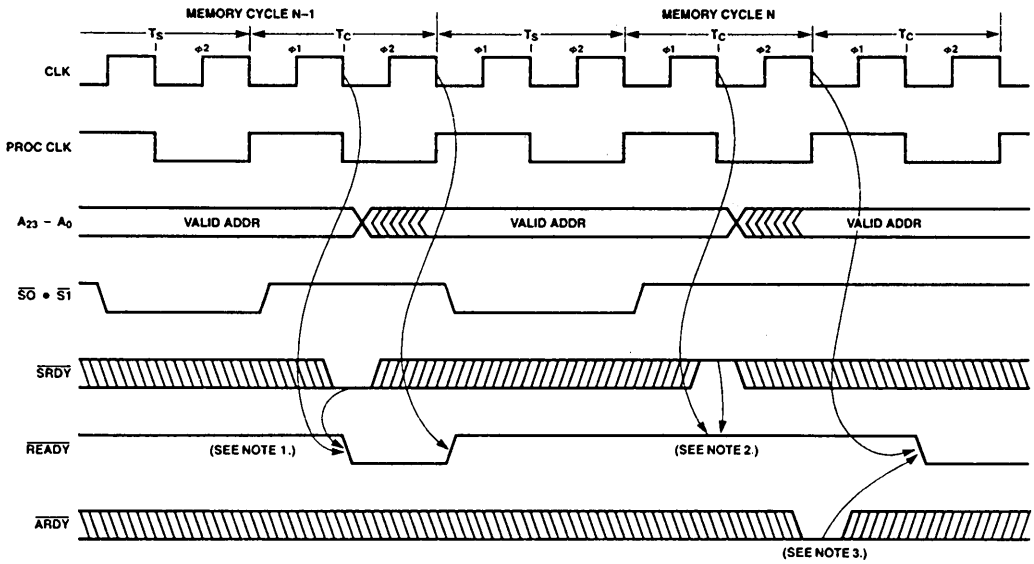 MEMORY CYCLE N-1
MEMORY CYCLE N
TS TC TS TC TC
φ2 φ1 φ2 φ1 φ2 φ1 φ2 φ1 φ2
CLK
PROC CLK
A23 - A0 VALID ADDR VALID ADDR VALID ADDR
S0 • S1
SRDY
READY (SEE NOTE 1.) (SEE NOTE 2.)
ARDY
(SEE NOTE 3.)